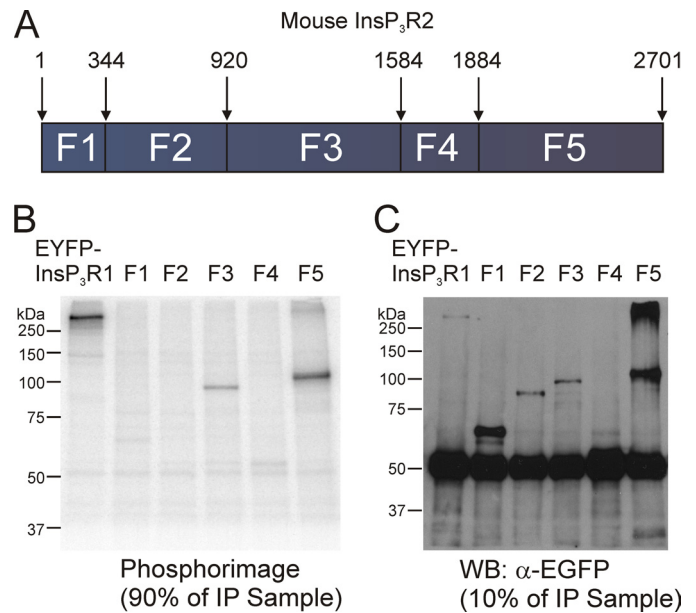 A
Mouse InsP₃R2
1 344 920 1584 1884 2701
F1 F2 F3 F4 F5
B
EYFP-
InsP₃R1 F1 F2 F3 F4 F5
kDa
250
150
100
75
50
37
Phosphorimage
(90% of IP Sample)
C
EYFP-
InsP₃R1 F1 F2 F3 F4 F5
kDa
250
150
100
75
50
37
WB: α-EGFP
(10% of IP Sample)